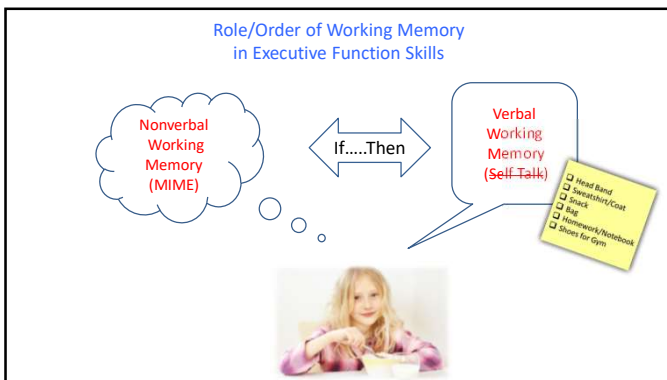 Role/Order of Working Memory
in Executive Function Skills
Nonverbal
Working
Memory
(MIME)
If.....Then
Verbal
Working
Memory
(Self Talk)
Head Band
Sweatshirt/Coat
Snack
Bag
Homework/Notebook
Shoes for Gym